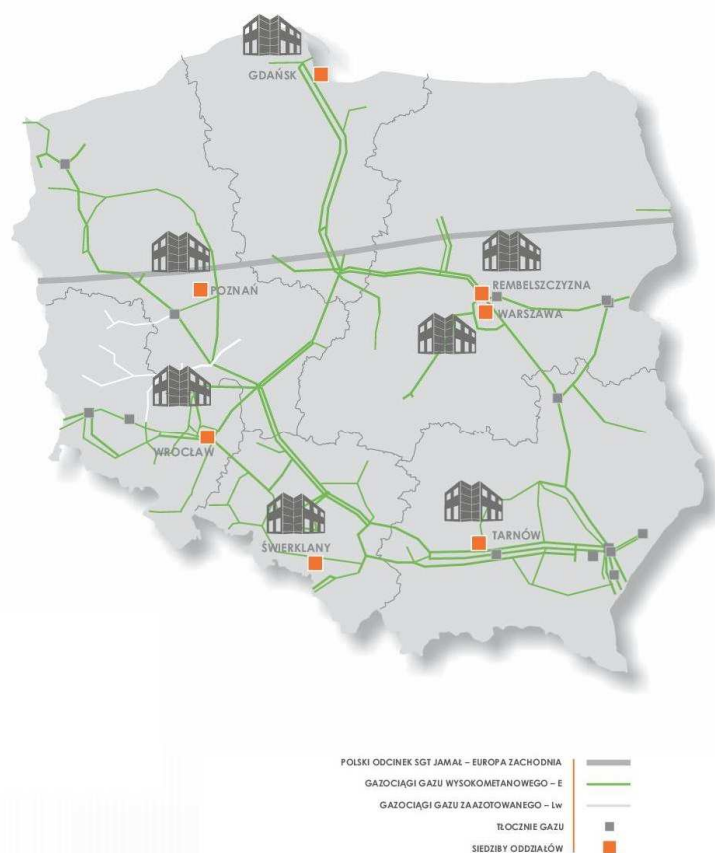 GDAŃSK
POZNAŃ
REMBELSZCZYZNA
WARSZAWA
WROCŁAW
ŚWIERKLANY
TARNÓW
POLSKI ODCINEK SGT JAMAŁ – EUROPA ZACHODNIA
GAZOCIĄGI GAZU WYSOKOMETANOWEGO – E
GAZOCIĄGI GAZU ZAAZOTOWANEGO – Lw
TŁOCZNIE GAZU
SIEDZIBY ODDZIAŁÓW